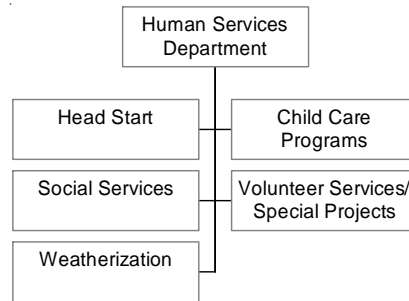 Human Services
Department
Head Start
Child Care
Programs
Social Services
Volunteer Services/
Special Projects
Weatherization